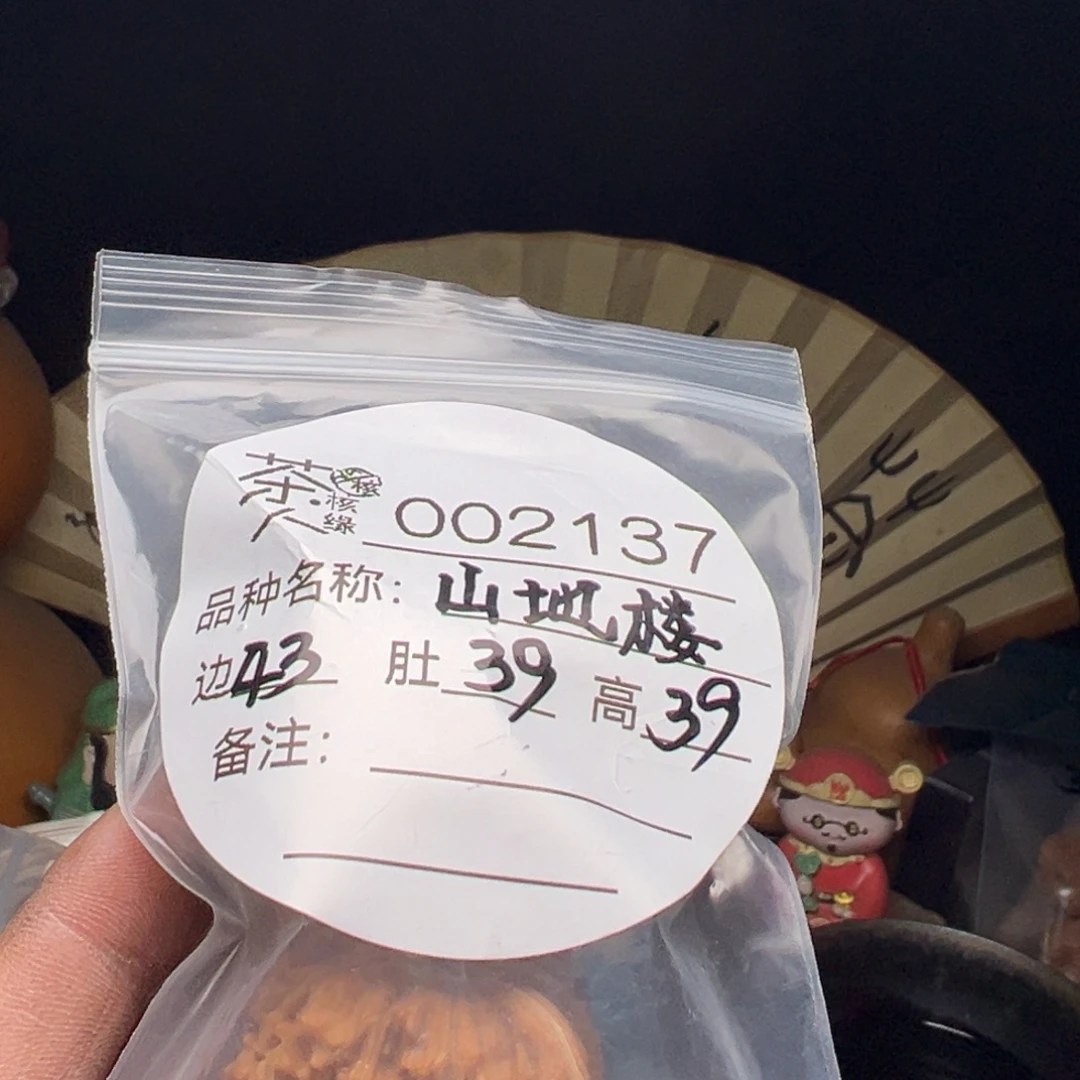 茶人
核缘
002137
品种名称：山地楼
边43 肚39 高39
备注：